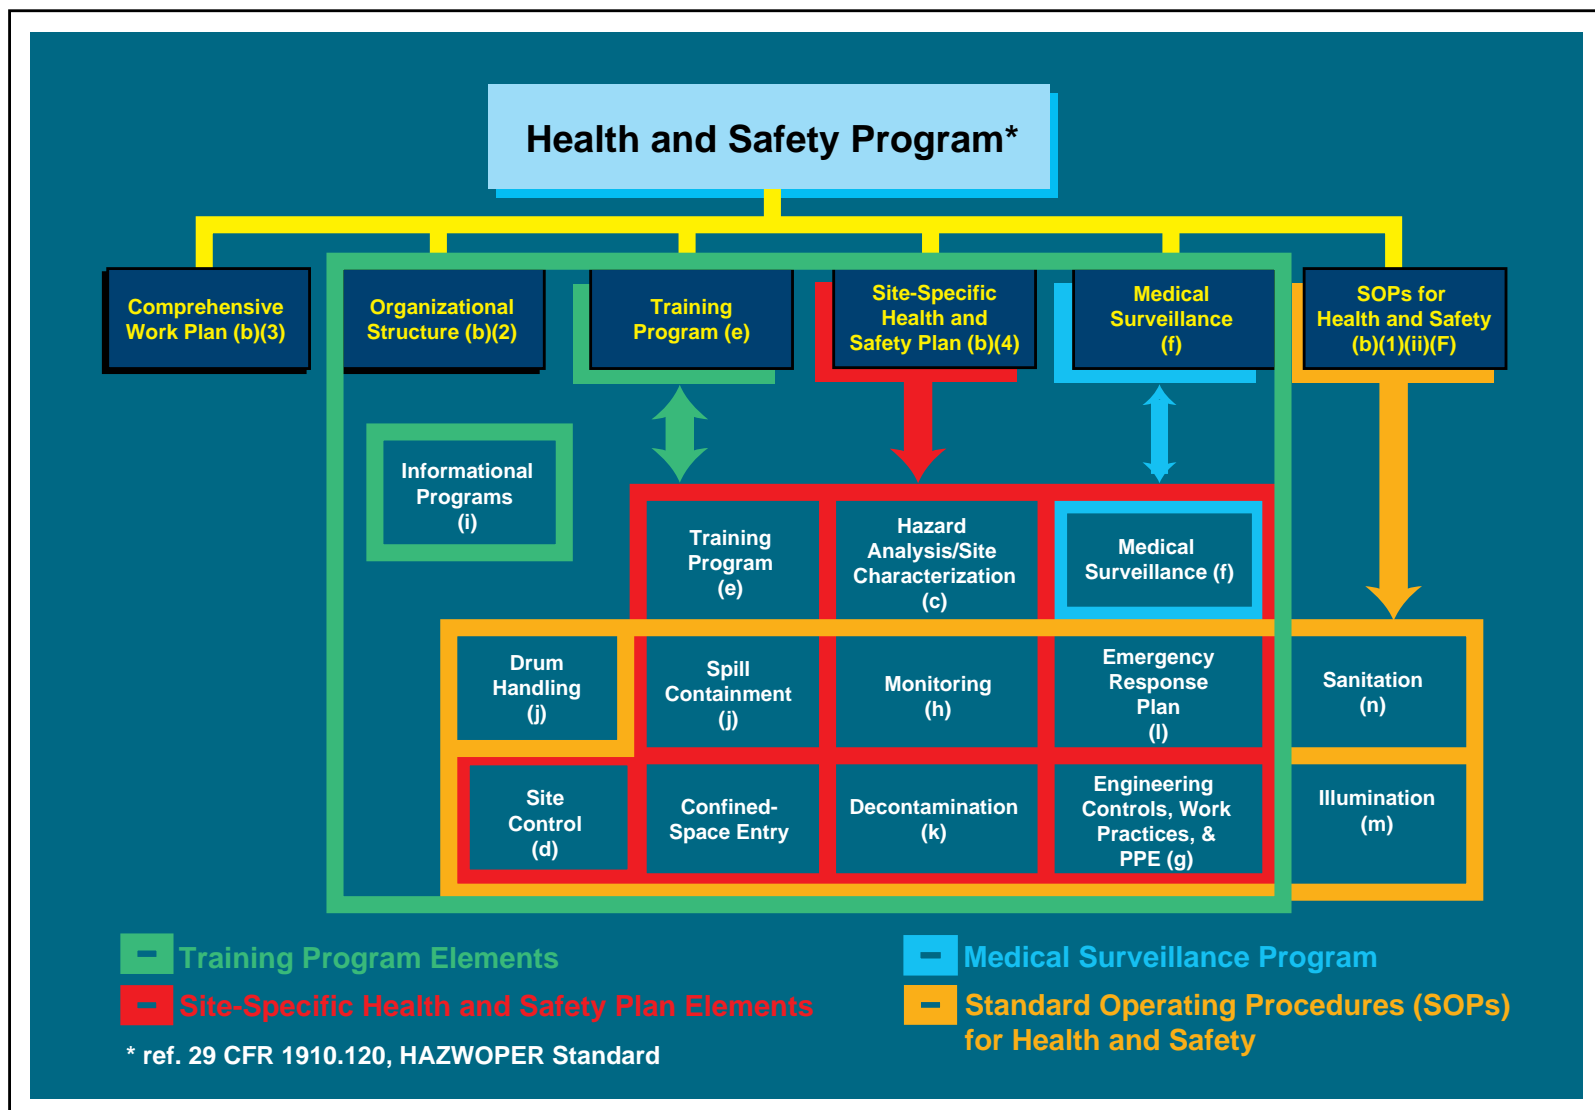 Health and Safety Program*
Comprehensive
Work Plan (b)(3)
Organizational
Structure (b)(2)
Training
Program (e)
Site-Specific
Health and
Safety Plan (b)(4)
Medical
Surveillance
(f)
SOPs for
Health and Safety
(b)(1)(ii)(F)
Informational
Programs
(i)
Training
Program
(e)
Hazard
Analysis/Site
Characterization
(c)
Medical
Surveillance (f)
Drum
Handling
(j)
Spill
Containment
(j)
Monitoring
(h)
Emergency
Response
Plan
(l)
Sanitation
(n)
Site
Control
(d)
Confined-
Space Entry
Decontamination
(k)
Engineering
Controls, Work
Practices, &
PPE (g)
Illumination
(m)
Training Program Elements
Site-Specific Health and Safety Plan Elements
Medical Surveillance Program
Standard Operating Procedures (SOPs)
for Health and Safety
* ref. 29 CFR 1910.120, HAZWOPER Standard